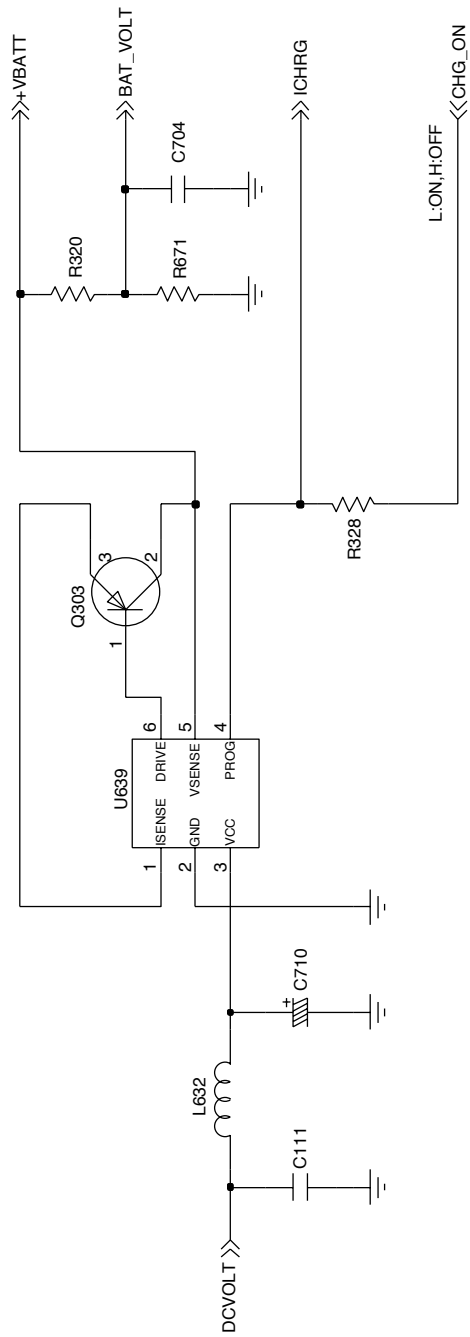 +VBATT
BAT_VOLT
ICHRG
CHG_ON
L:ON,H:OFF
C704
R320
R671
R328
Q303
3
2
1
U639
ISENSE DRIVE
GND VSENSE
VCC PROG
1
2
3
6
5
4
L632
+
C710
C111
DCVOLT